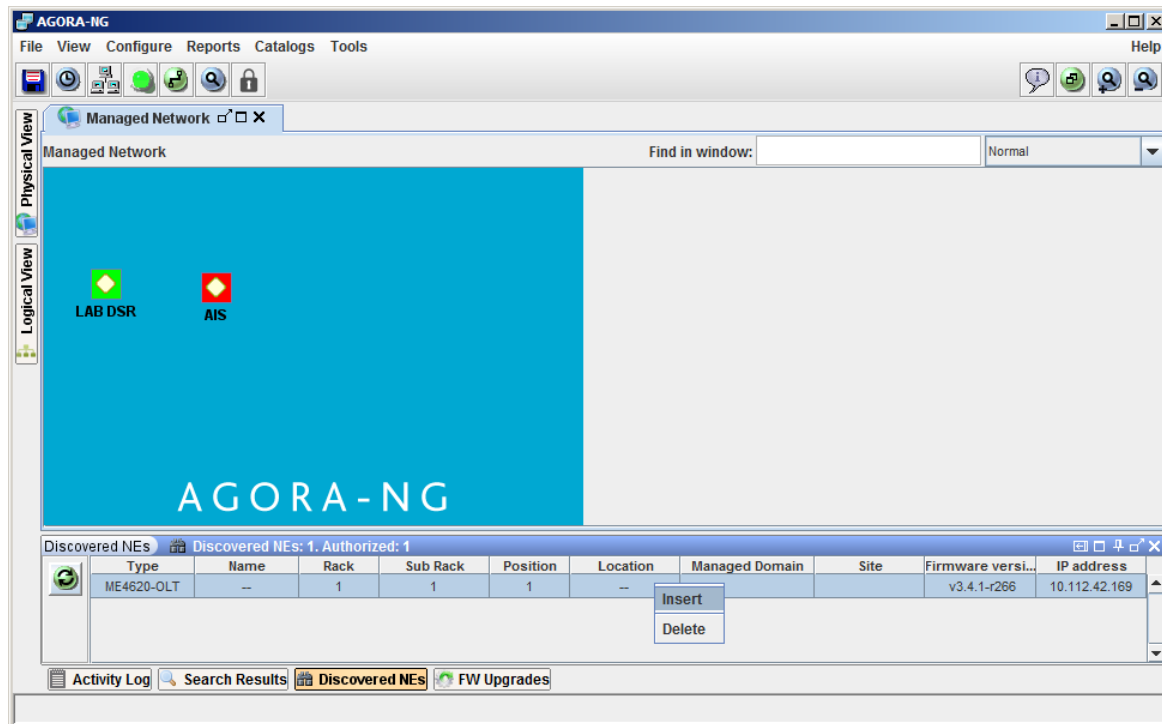 AGORA-NG
File View Configure Reports Catalogs Tools Help
Managed Network
Physical View
Logical View
Managed Network Find in window: Normal
LAB DSR AIS
AGORA-NG
Discovered NEs Discovered NEs: 1. Authorized: 1
Type Name Rack Sub Rack Position Location Managed Domain Site Firmware versi... IP address
ME4620-OLT -- 1 1 1 -- v3.4.1-r266 10.112.42.169
Insert
Delete
Activity Log Search Results Discovered NEs FW Upgrades